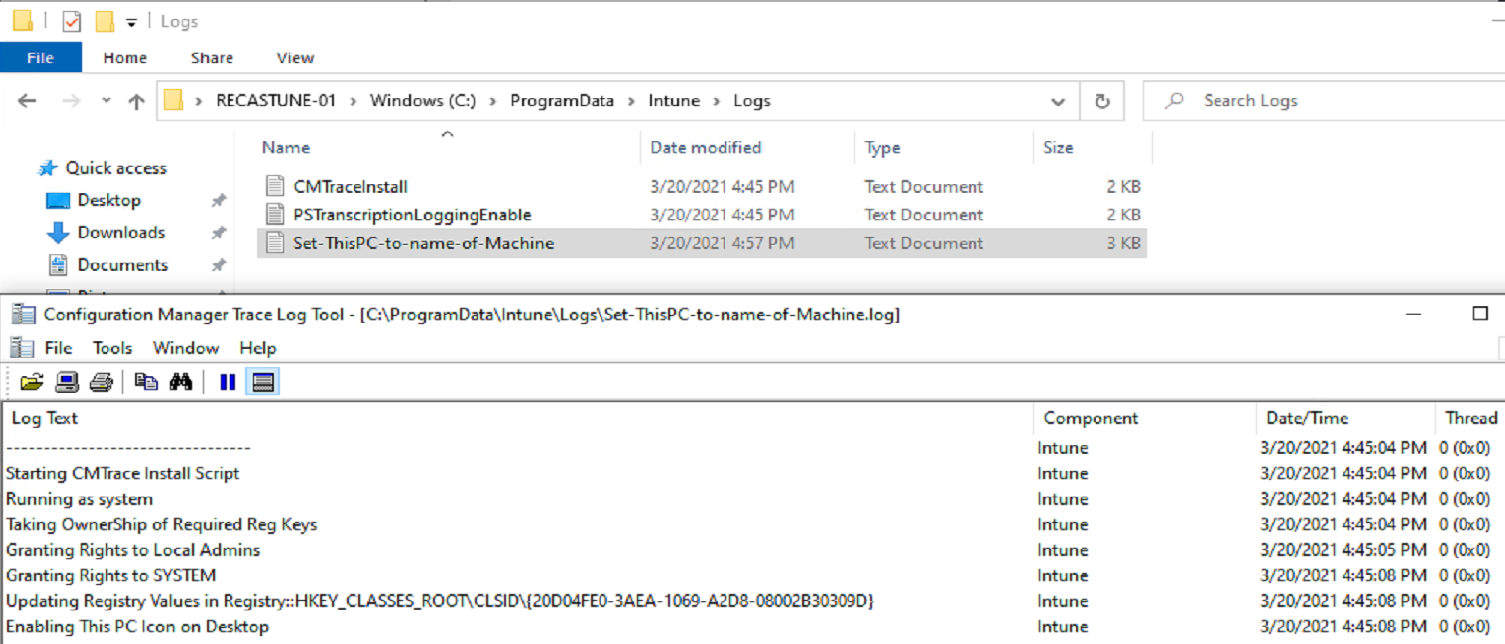 Logs
File Home Share View
RECASTUNE-01 > Windows (C:) > ProgramData > Intune > Logs
Search Logs
Name Date modified Type Size
Quick access
Desktop
Downloads
Documents
CMTraceInstall 3/20/2021 4:45 PM Text Document 2 KB
PSTranscriptionLoggingEnable 3/20/2021 4:45 PM Text Document 2 KB
Set-ThisPC-to-name-of-Machine 3/20/2021 4:57 PM Text Document 3 KB
Configuration Manager Trace Log Tool - [C:\ProgramData\Intune\Logs\Set-ThisPC-to-name-of-Machine.log]
File Tools Window Help
Log Text Component Date/Time Thread
--------------------------------- Intune 3/20/2021 4:45:04 PM 0 (0x0)
Starting CMTrace Install Script Intune 3/20/2021 4:45:04 PM 0 (0x0)
Running as system Intune 3/20/2021 4:45:04 PM 0 (0x0)
Taking OwnerShip of Required Reg Keys Intune 3/20/2021 4:45:04 PM 0 (0x0)
Granting Rights to Local Admins Intune 3/20/2021 4:45:05 PM 0 (0x0)
Granting Rights to SYSTEM Intune 3/20/2021 4:45:08 PM 0 (0x0)
Updating Registry Values in Registry::HKEY_CLASSES_ROOT\CLSID\{20D04FE0-3AEA-1069-A2D8-08002B30309D} Intune 3/20/2021 4:45:08 PM 0 (0x0)
Enabling This PC Icon on Desktop Intune 3/20/2021 4:45:08 PM 0 (0x0)